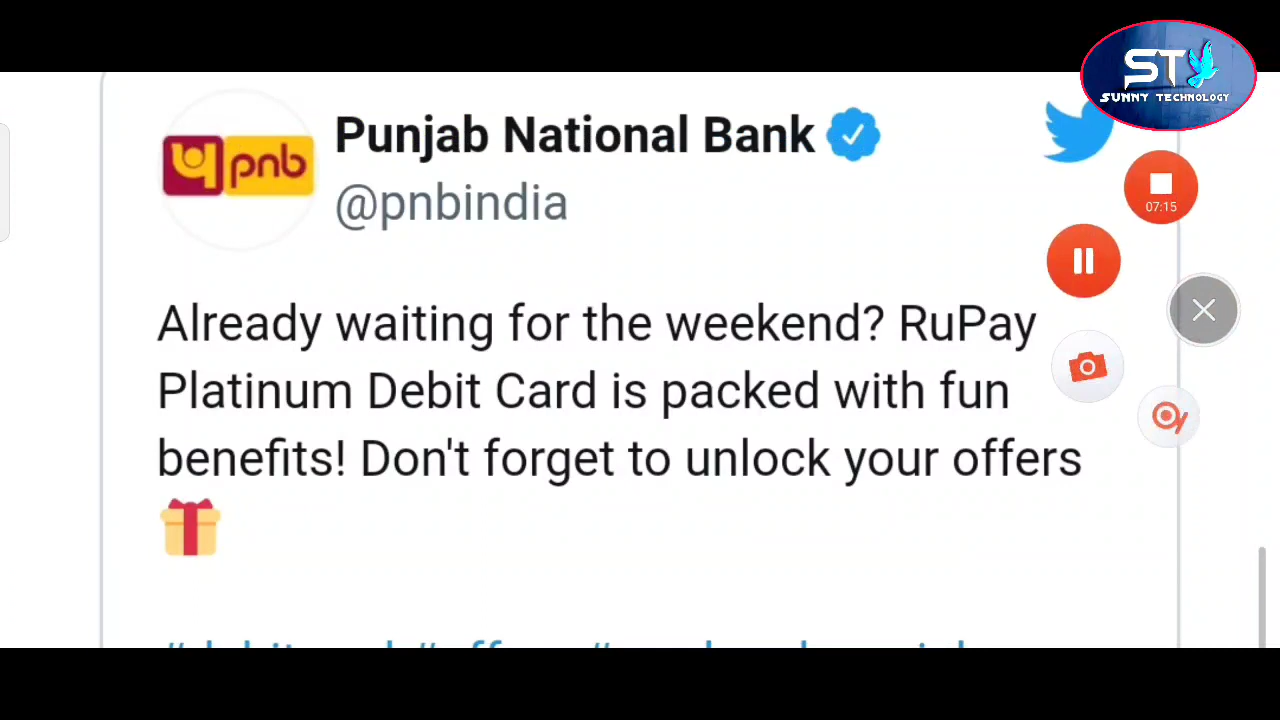 ST
SUNNY TECHNOLOGY
pnb
Punjab National Bank
@pnbindia
07:15
Already waiting for the weekend? RuPay
Platinum Debit Card is packed with fun
benefits! Don't forget to unlock your offers